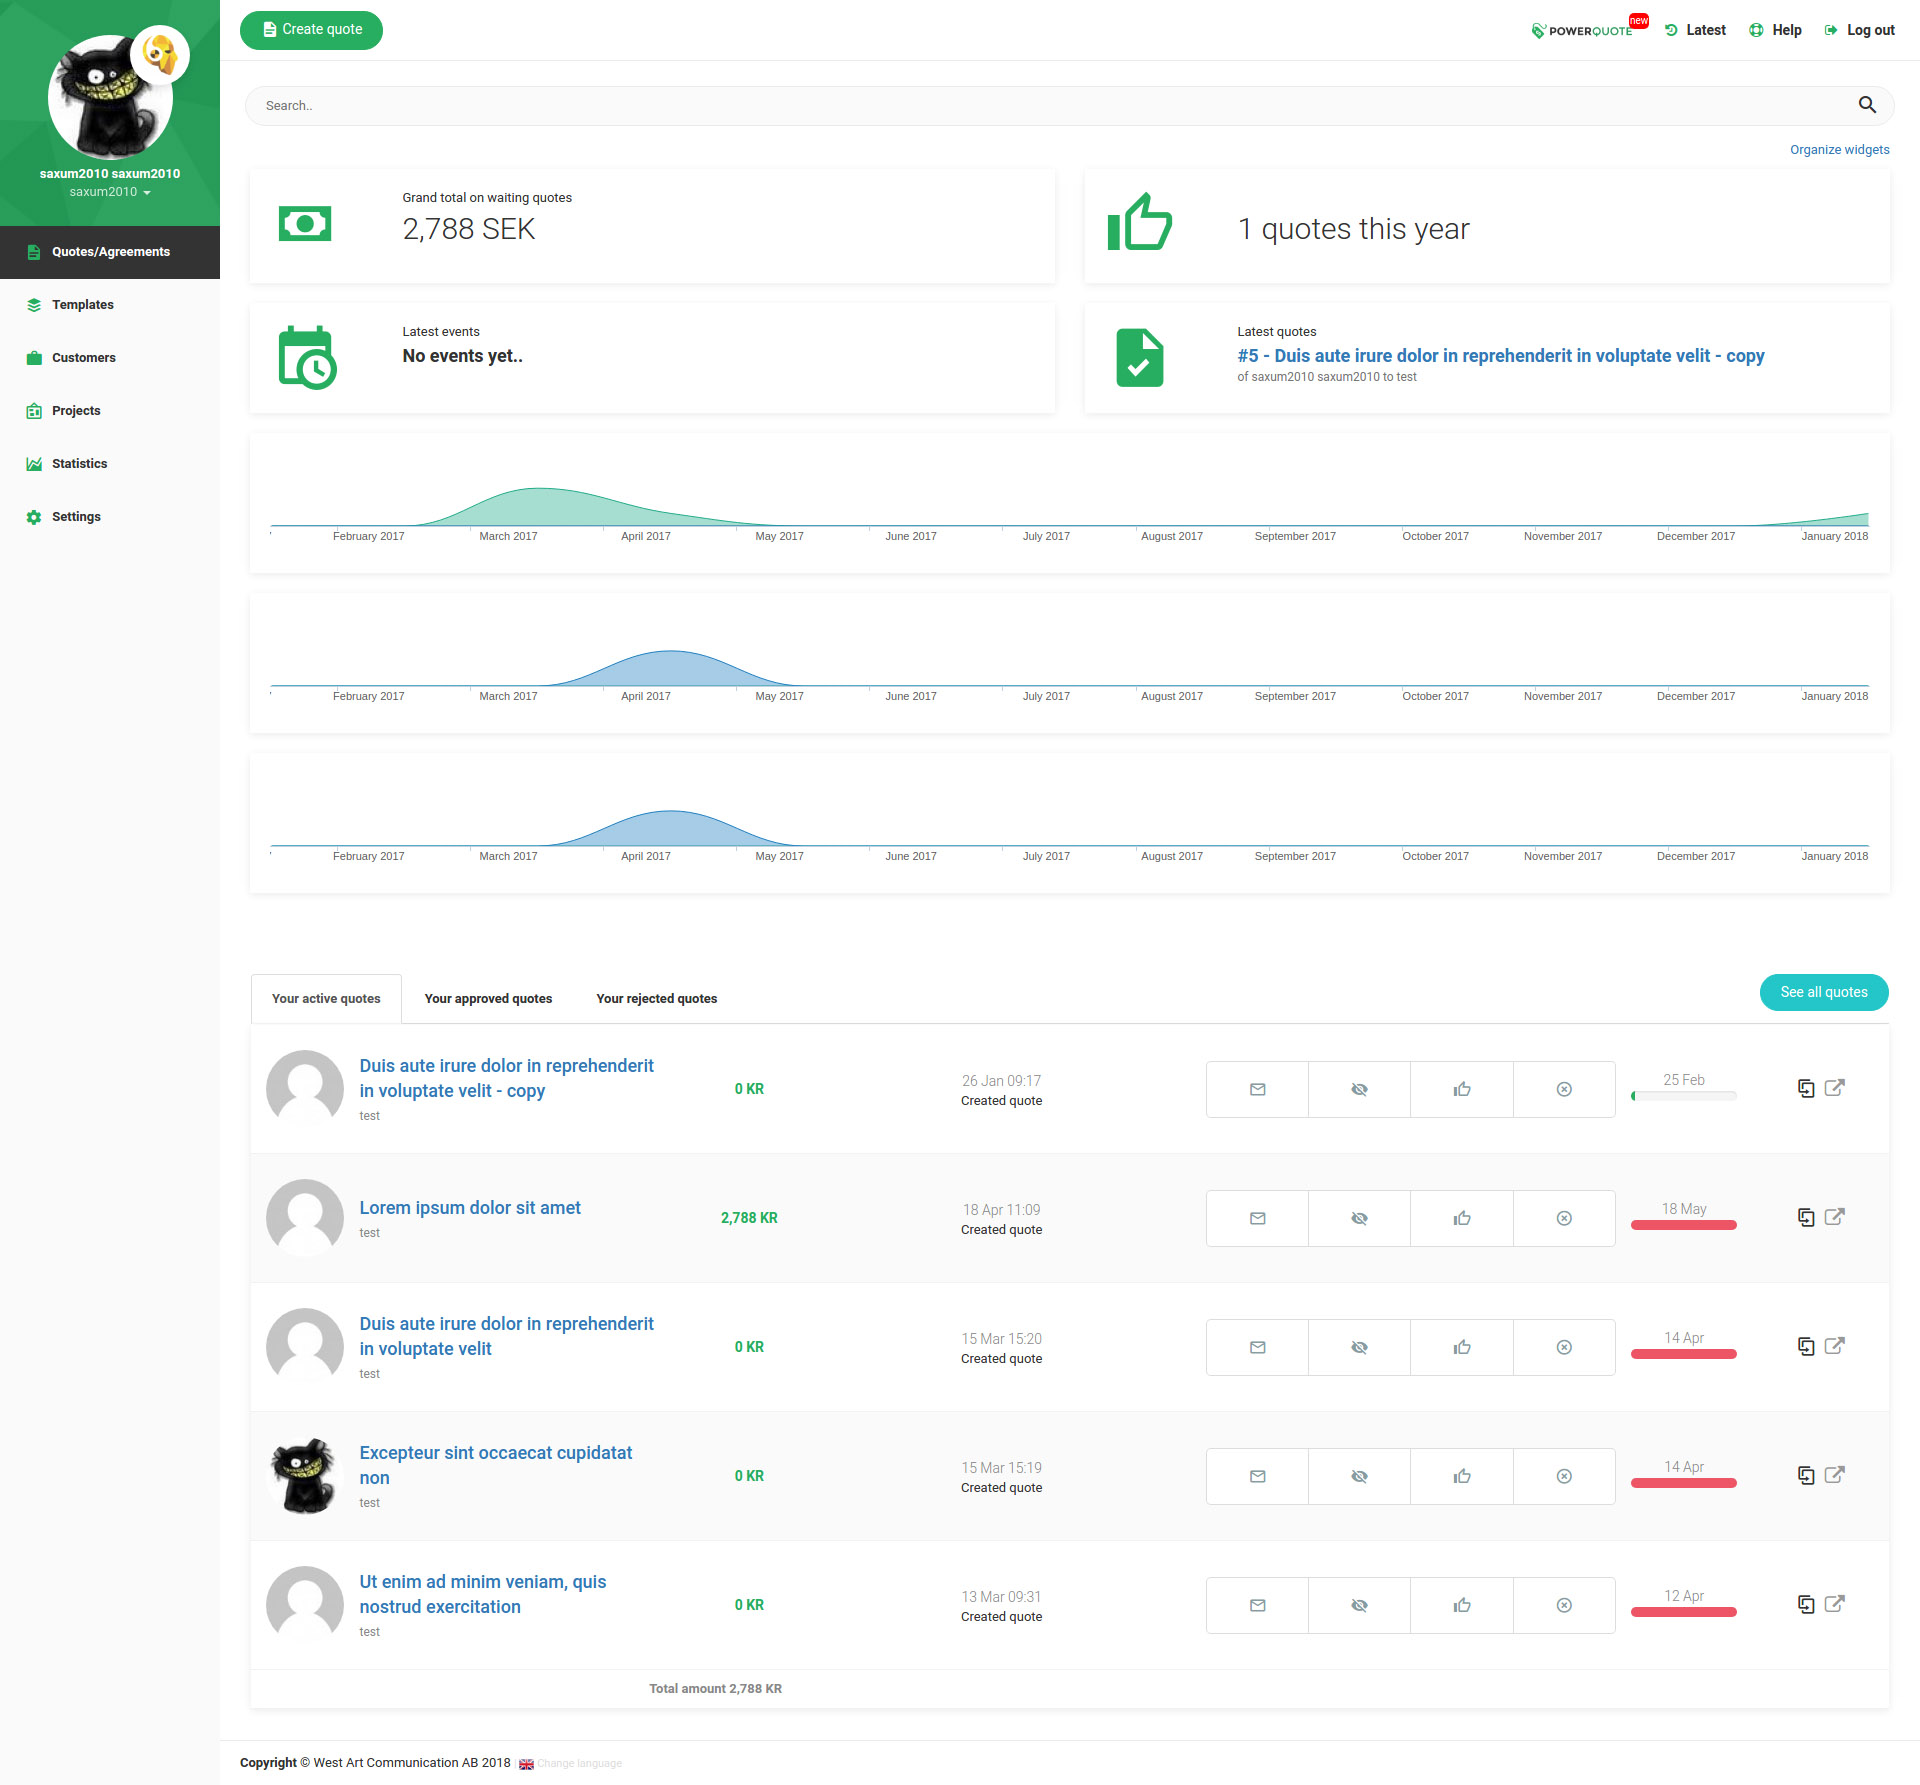 Create quote
POWERQUOTE new
Latest
Help
Log out
saxum2010 saxum2010
saxum2010
Quotes/Agreements
Templates
Customers
Projects
Statistics
Settings
Search..
Organize widgets
Grand total on waiting quotes
2,788 SEK
1 quotes this year
Latest events
No events yet..
Latest quotes
#5 - Duis aute irure dolor in reprehenderit in voluptate velit - copy
of saxum2010 saxum2010 to test
February 2017 March 2017 April 2017 May 2017 June 2017 July 2017 August 2017 September 2017 October 2017 November 2017 December 2017 January 2018
February 2017 March 2017 April 2017 May 2017 June 2017 July 2017 August 2017 September 2017 October 2017 November 2017 December 2017 January 2018
February 2017 March 2017 April 2017 May 2017 June 2017 July 2017 August 2017 September 2017 October 2017 November 2017 December 2017 January 2018
Your active quotes
Your approved quotes
Your rejected quotes
See all quotes
Duis aute irure dolor in reprehenderit
in voluptate velit - copy
test
0 KR
26 Jan 09:17
Created quote
25 Feb
Lorem ipsum dolor sit amet
test
2,788 KR
18 Apr 11:09
Created quote
18 May
Duis aute irure dolor in reprehenderit
in voluptate velit
test
0 KR
15 Mar 15:20
Created quote
14 Apr
Excepteur sint occaecat cupidatat
non
test
0 KR
15 Mar 15:19
Created quote
14 Apr
Ut enim ad minim veniam, quis
nostrud exercitation
test
0 KR
13 Mar 09:31
Created quote
12 Apr
Total amount 2,788 KR
Copyright © West Art Communication AB 2018 | Change language